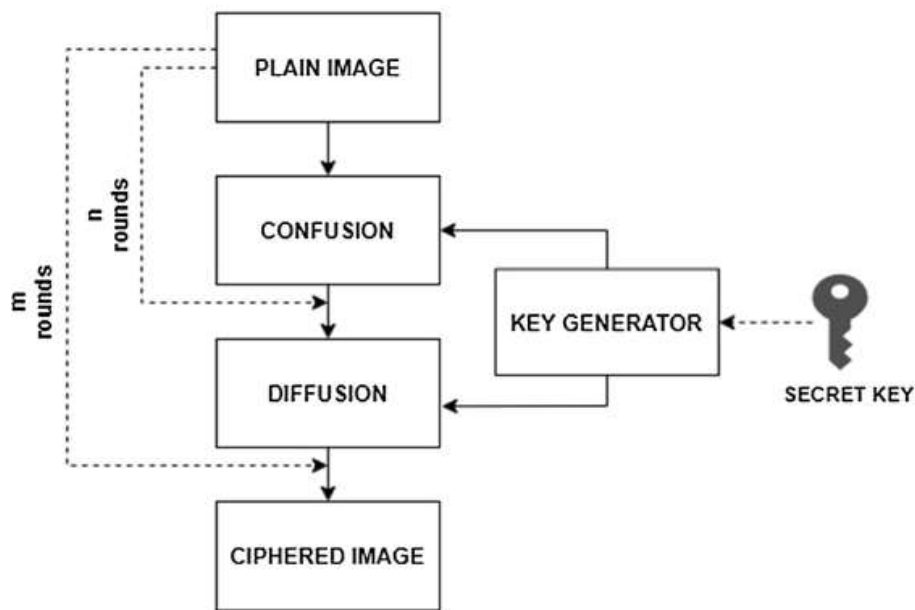 PLAIN IMAGE
CONFUSION
n
rounds
m
rounds
KEY GENERATOR
DIFFUSION
SECRET KEY
CIPHERED IMAGE